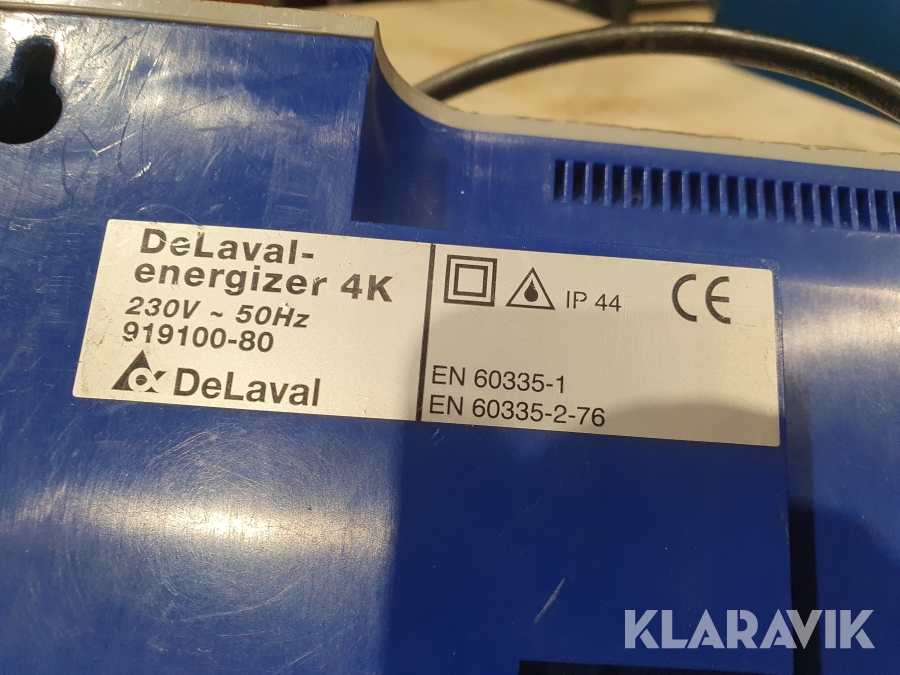 DeLaval-
energizer 4K
230V ~ 50Hz
919100-80
DeLaval
IP 44
CE
EN 60335-1
EN 60335-2-76
KLARAVIK